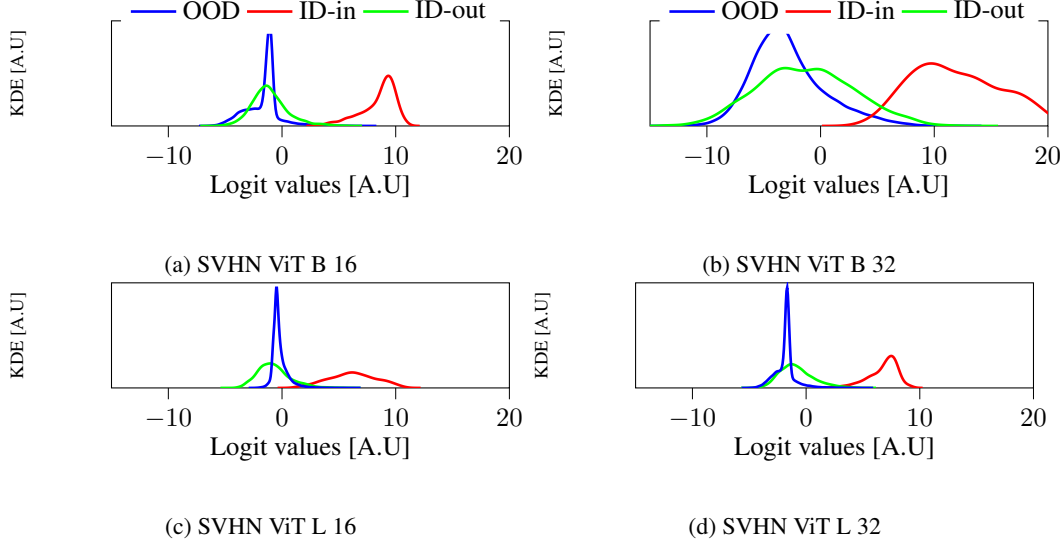 OOD ID-in ID-out
OOD ID-in ID-out
KDE [A.U]
KDE [A.U]
−10 0 10 20
−10 0 10 20
Logit values [A.U]
Logit values [A.U]
(a) SVHN ViT B 16
(b) SVHN ViT B 32
KDE [A.U]
KDE [A.U]
−10 0 10 20
−10 0 10 20
Logit values [A.U]
Logit values [A.U]
(c) SVHN ViT L 16
(d) SVHN ViT L 32